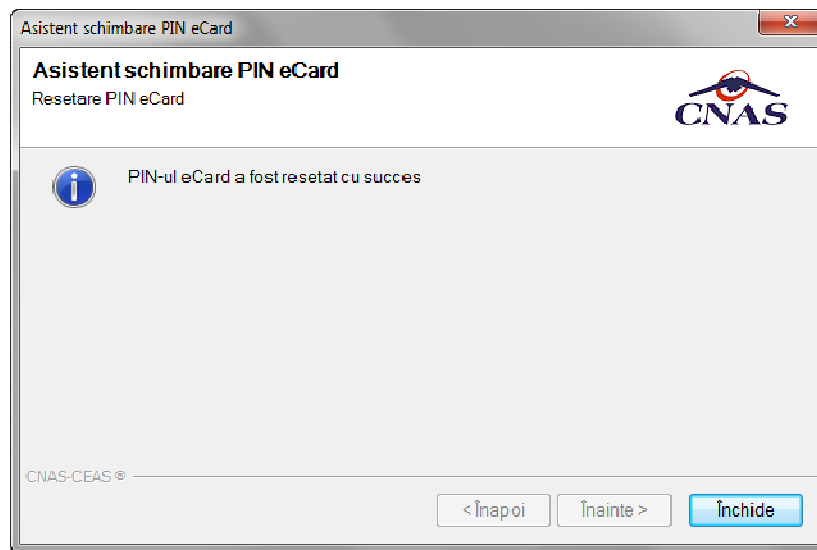 Asistent schimbare PIN eCard
Asistent schimbare PIN eCard
Resetare PIN eCard
CNAS
PIN-ul eCard a fost resetat cu succes
CNAS-CEAS ®
< Înapoi
Înainte >
Închide